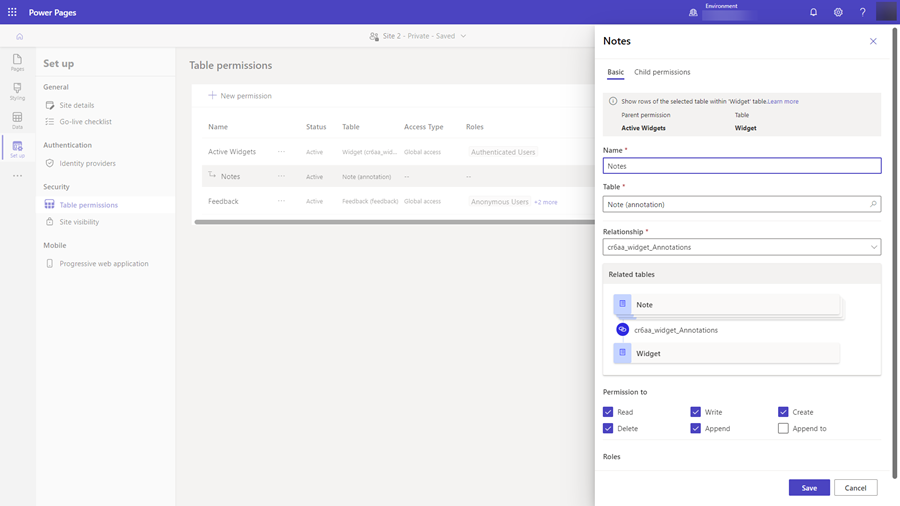 Power Pages
Environment
Site 2 - Private - Saved
Pages
Styling
Data
Set up
Set up
General
Site details
Go-live checklist
Authentication
Identity providers
Security
Table permissions
Site visibility
Mobile
Progressive web application
Table permissions
New permission
Name Status Table Access Type Roles
Active Widgets Active Widget (cr6aa_wid... Global access Authenticated Users
Notes Active Note (annotation) -- --
Feedback Active Feedback (feedback) Global access Anonymous Users +2 more
Notes
Basic Child permissions
Show rows of the selected table within 'Widget' table.Learn more
Parent permission Table
Active Widgets Widget
Name *
Notes
Table *
Note (annotation)
Relationship *
cr6aa_widget_Annotations
Related tables
Note
cr6aa_widget_Annotations
Widget
Permission to
Read Write Create
Delete Append Append to
Roles
Save Cancel